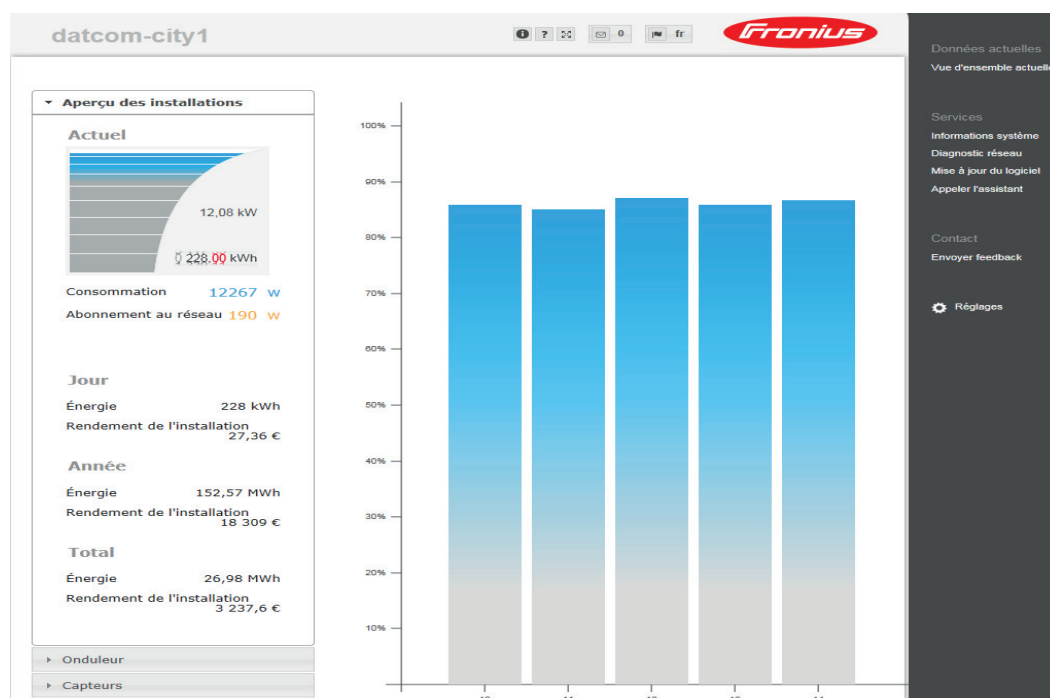 datcom-city1
i ? 0 fr
Fronius
Aperçu des installations
Actuel
12,08 kW
0 228.00 kWh
Consommation 12267 w
Abonnement au réseau 190 w
Jour
Énergie 228 kWh
Rendement de l'installation
27,36 €
Année
Énergie 152,57 MWh
Rendement de l'installation
18 309 €
Total
Énergie 26,98 MWh
Rendement de l'installation
3 237,6 €
Onduleur
Capteurs
100%
90%
80%
70%
60%
50%
40%
30%
20%
10%
Données actuelles
Vue d'ensemble actuelle
Services
Informations système
Diagnostic réseau
Mise à jour du logiciel
Appeler l'assistant
Contact
Envoyer feedback
Réglages